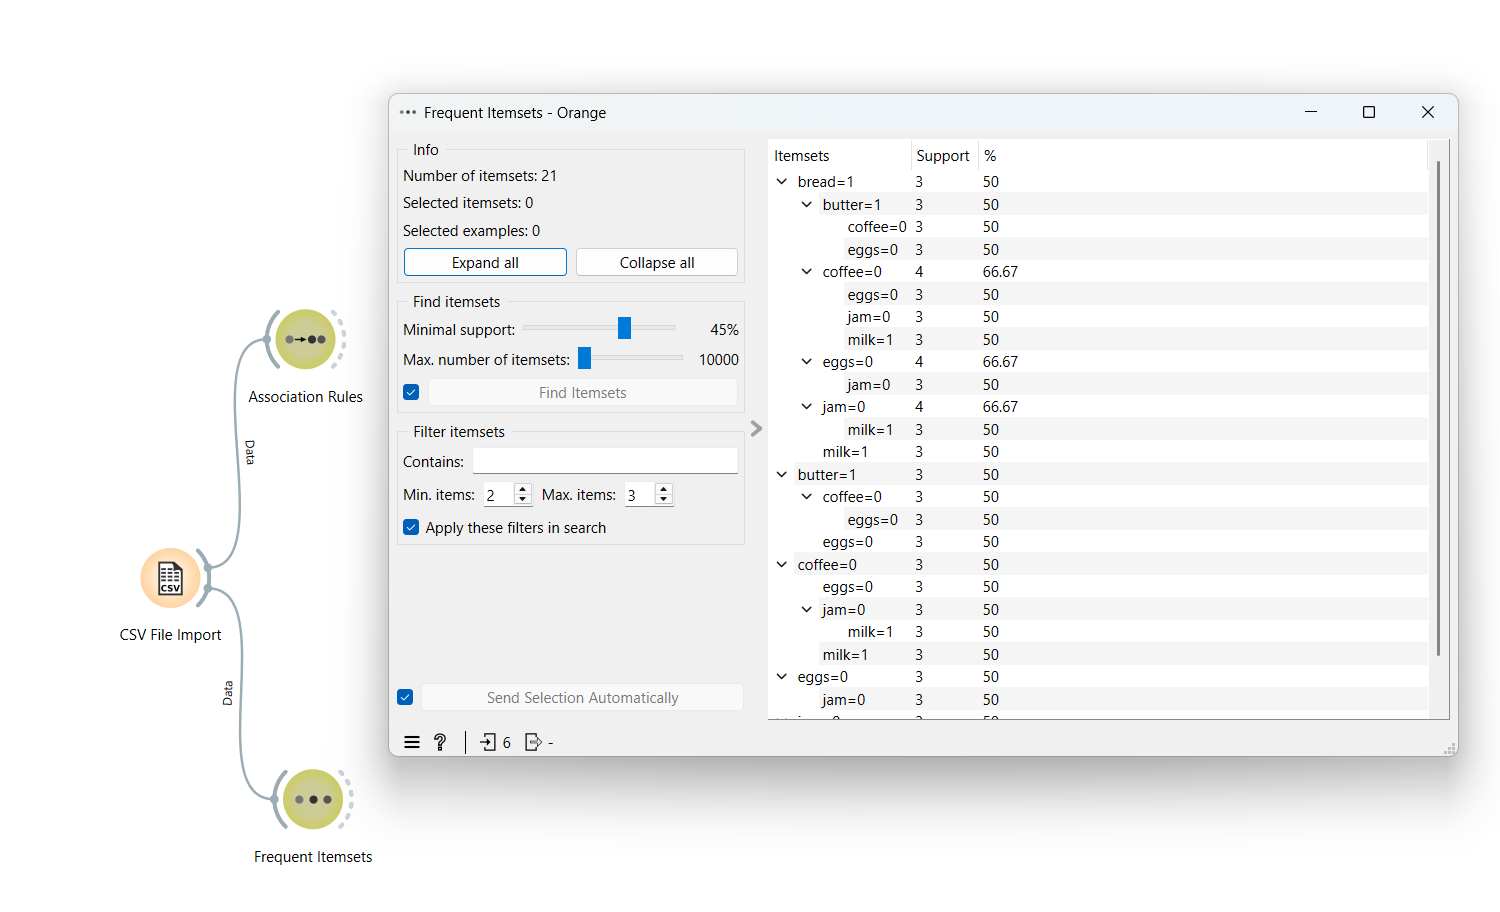 Frequent Itemsets - Orange
Info
Number of itemsets: 21
Selected itemsets: 0
Selected examples: 0
Expand all
Collapse all
Find itemsets
Minimal support: 45%
Max. number of itemsets: 10000
Find Itemsets
Filter itemsets
Contains:
Min. items: 2 Max. items: 3
Apply these filters in search
Send Selection Automatically
6 -
Itemsets Support %
bread=1 3 50
butter=1 3 50
coffee=0 3 50
eggs=0 3 50
coffee=0 4 66.67
eggs=0 3 50
jam=0 3 50
milk=1 3 50
eggs=0 4 66.67
jam=0 3 50
jam=0 4 66.67
milk=1 3 50
milk=1 3 50
butter=1 3 50
coffee=0 3 50
eggs=0 3 50
eggs=0 3 50
coffee=0 3 50
eggs=0 3 50
jam=0 3 50
milk=1 3 50
milk=1 3 50
eggs=0 3 50
jam=0 3 50
Association Rules
Data
CSV
CSV File Import
Data
Frequent Itemsets